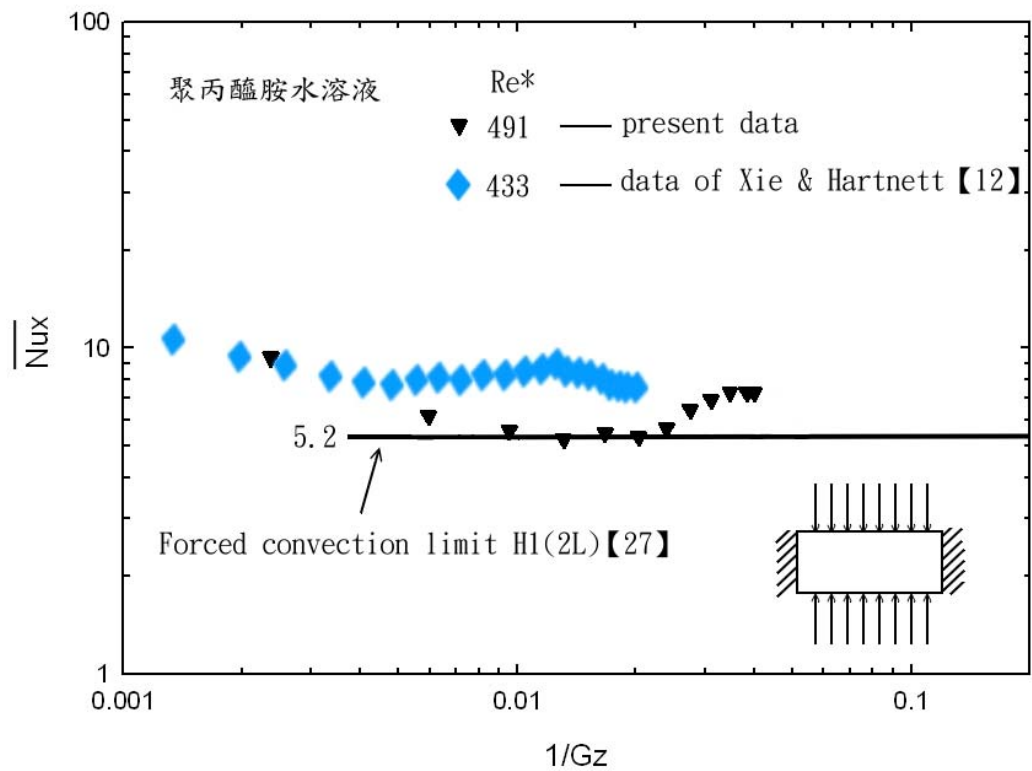 100
聚丙醯胺水溶液
Re*
491 present data
433 data of Xie & Hartnett【12】
Nux
10
5.2
Forced convection limit H1(2L)【27】
1
0.001
0.01
0.1
1/Gz